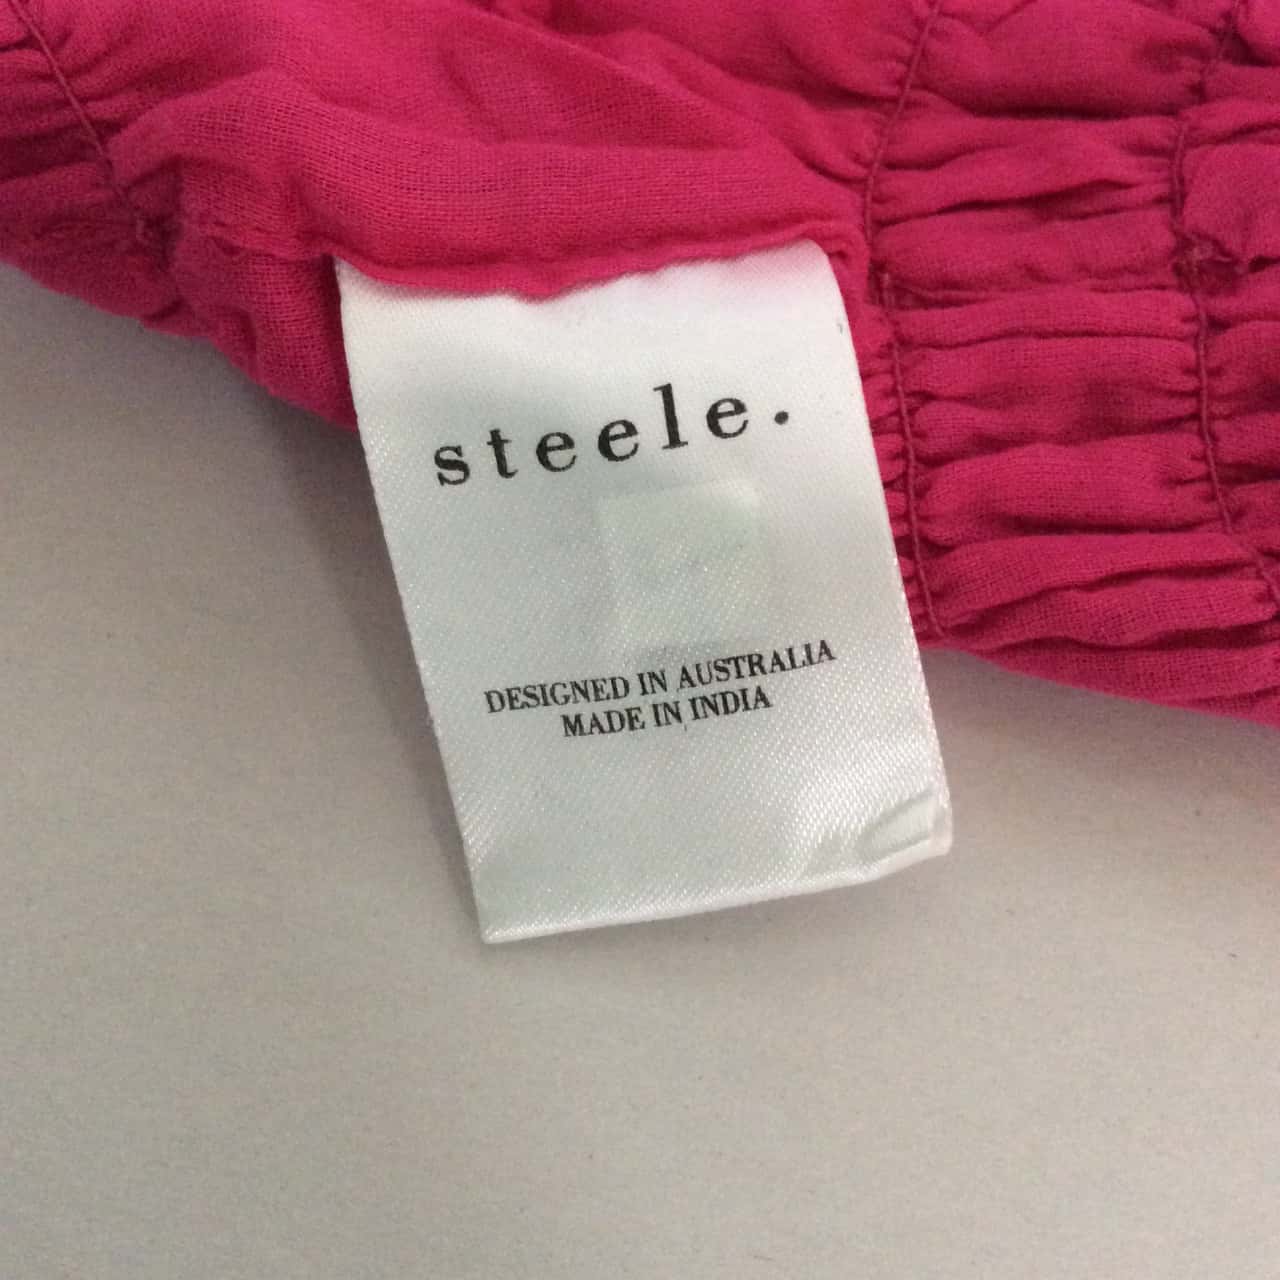 steele.
DESIGNED IN AUSTRALIA
MADE IN INDIA